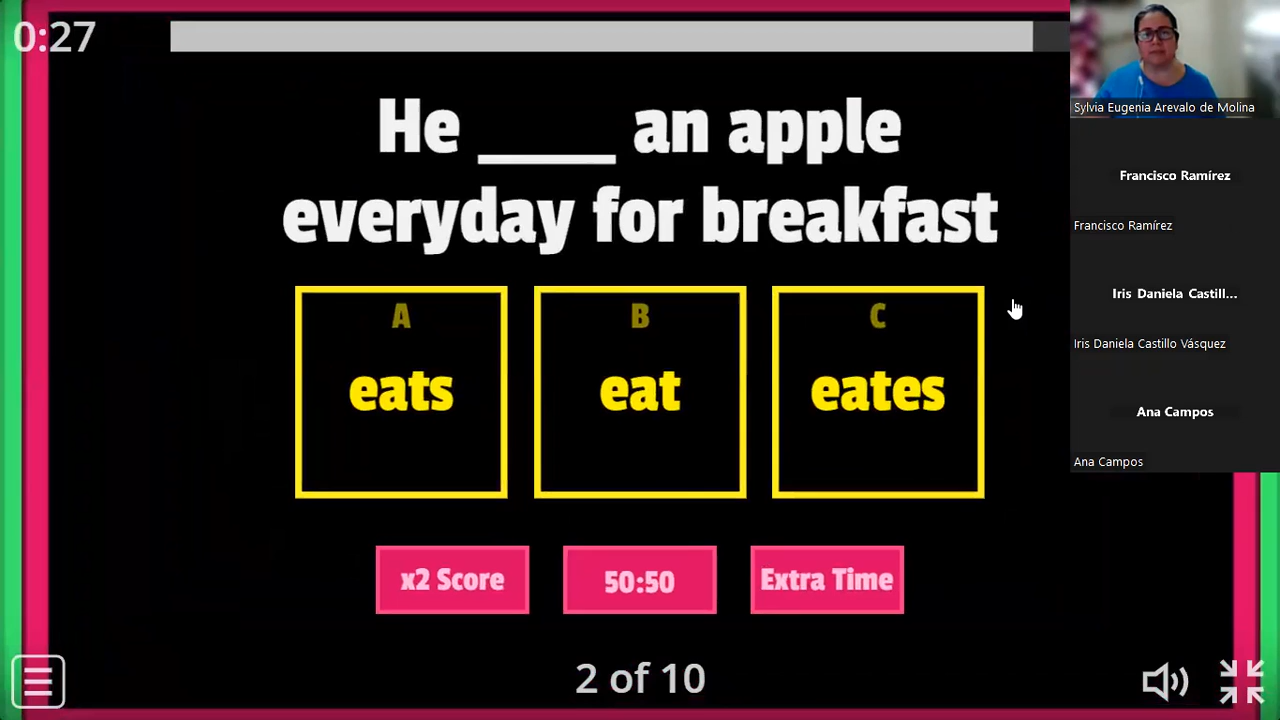 0:27
He ____ an apple
everyday for breakfast
A
eats
B
eat
C
eates
x2 Score
50:50
Extra Time
2 of 10
Sylvia Eugenia Arevalo de Molina
Francisco Ramírez
Francisco Ramírez
Iris Daniela Castill...
Iris Daniela Castillo Vásquez
Ana Campos
Ana Campos